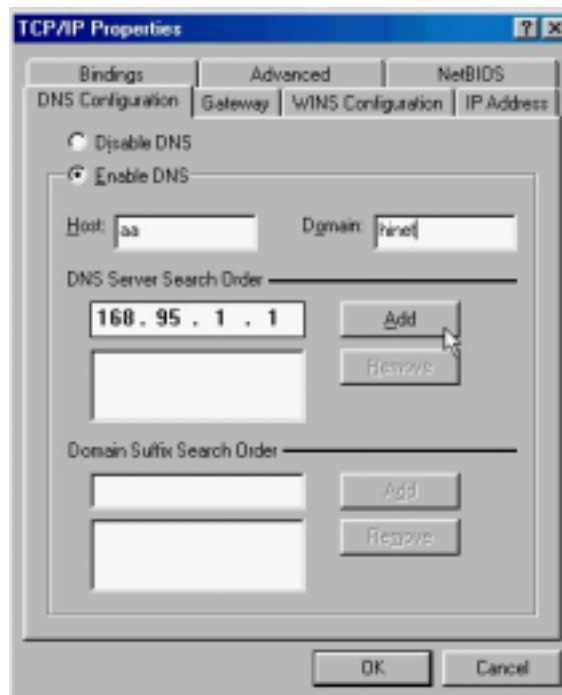 TCP/IP Properties
Bindings Advanced NetBIOS
DNS Configuration Gateway WINS Configuration IP Address
Disable DNS
Enable DNS
Host: aa Domain: hinet
DNS Server Search Order
168. 95 . 1 . 1 Add
Remove
Domain Suffix Search Order
Add
Remove
OK Cancel